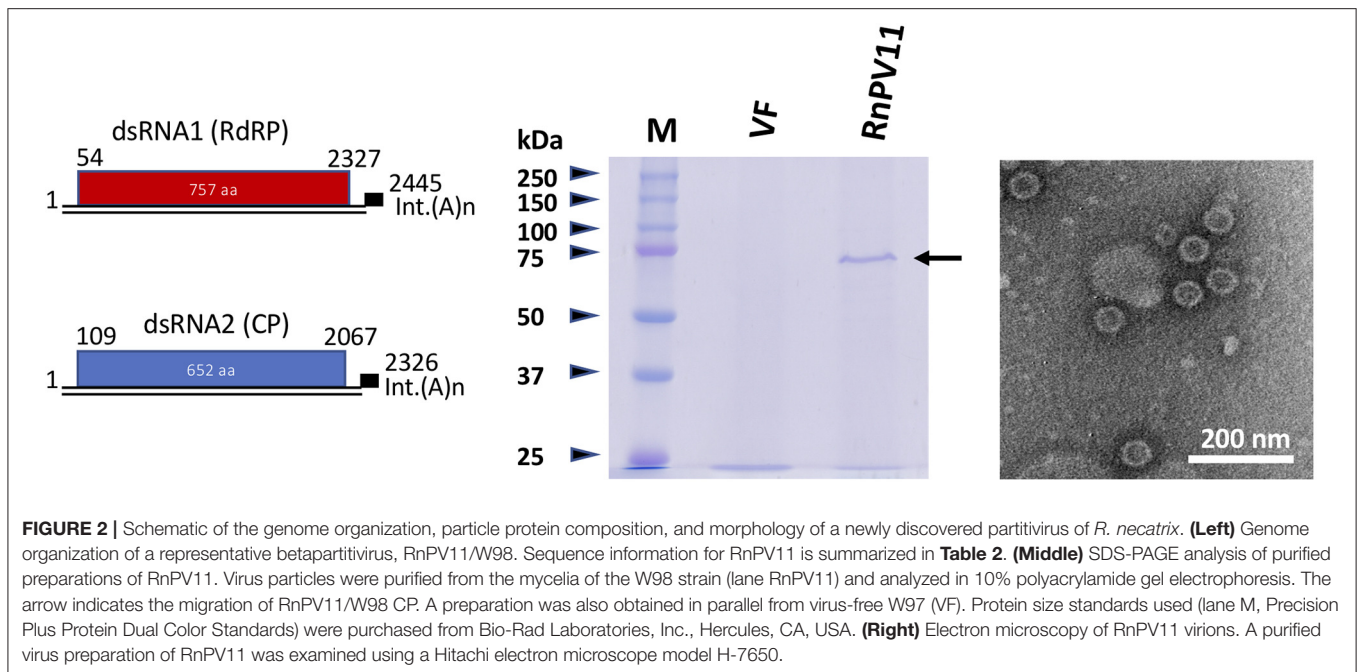 dsRNA1 (RdRP)
54 2327
757 aa
1
2445
Int.(A)n
dsRNA2 (CP)
109 2067
652 aa
1
2326
Int.(A)n
kDa M VF RnPV11
250
150
100
75
50
37
25
200 nm
FIGURE 2 | Schematic of the genome organization, particle protein composition, and morphology of a newly discovered partitivirus of R. necatrix. (Left) Genome
organization of a representative betapartitivirus, RnPV11/W98. Sequence information for RnPV11 is summarized in Table 2. (Middle) SDS-PAGE analysis of purified
preparations of RnPV11. Virus particles were purified from the mycelia of the W98 strain (lane RnPV11) and analyzed in 10% polyacrylamide gel electrophoresis. The
arrow indicates the migration of RnPV11/W98 CP. A preparation was also obtained in parallel from virus-free W97 (VF). Protein size standards used (lane M, Precision
Plus Protein Dual Color Standards) were purchased from Bio-Rad Laboratories, Inc., Hercules, CA, USA. (Right) Electron microscopy of RnPV11 virions. A purified
virus preparation of RnPV11 was examined using a Hitachi electron microscope model H-7650.